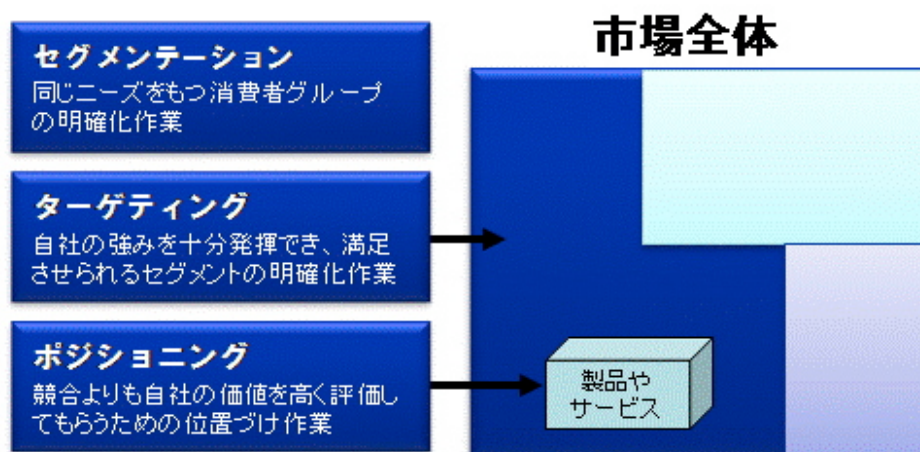 市場全体
セグメンテーション
同じニーズをもつ消費者グループ
の明確化作業
ターゲティング
自社の強みを十分発揮でき、満足
させられるセグメントの明確化作業
ポジショニング
競合よりも自社の価値を高く評価し
てもらうための位置づけ作業
製品や
サービス